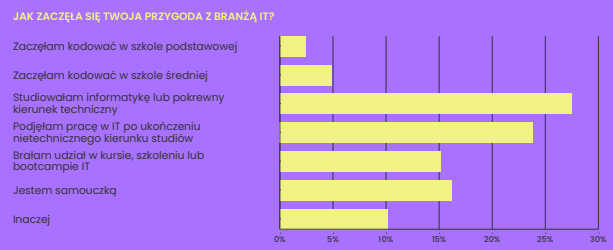 JAK ZACZĘŁA SIĘ TWOJA PRZYGODA Z BRANŻĄ IT?
Zaczęłam kodować w szkole podstawowej
Zaczęłam kodować w szkole średniej
Studiowałam informatykę lub pokrewny
kierunek techniczny
Podjęłam pracę w IT po ukończeniu
nietechnicznego kierunku studiów
Brałam udział w kursie, szkoleniu lub
bootcampie IT
Jestem samouczką
Inaczej
0% 5% 10% 15% 20% 25% 30%